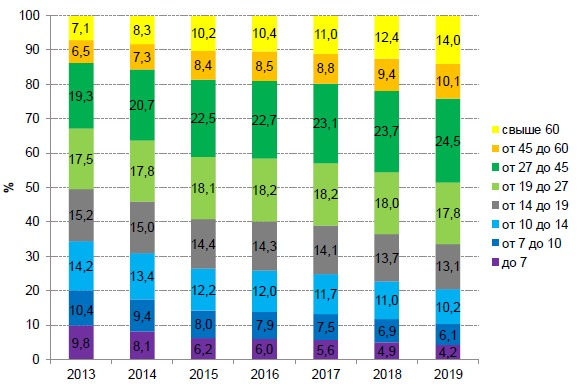 100
90
80
70
60
50
40
30
20
10
0
%
7,1 8,3 10,2 10,4 11,0 12,4 14,0
6,5 7,3 8,4 8,5 8,8 9,4 10,1
19,3 20,7 22,5 22,7 23,1 23,7 24,5
17,5 17,8 18,1 18,2 18,2 18,0 17,8
15,2 15,0 14,4 14,3 14,1 13,7 13,1
14,2 13,4 12,2 12,0 11,7 11,0 10,2
10,4 9,4 8,0 7,9 7,5 6,9 6,1
9,8 8,1 6,2 6,0 5,6 4,9 4,2
2013 2014 2015 2016 2017 2018 2019
свыше 60
от 45 до 60
от 27 до 45
от 19 до 27
от 14 до 19
от 10 до 14
от 7 до 10
до 7